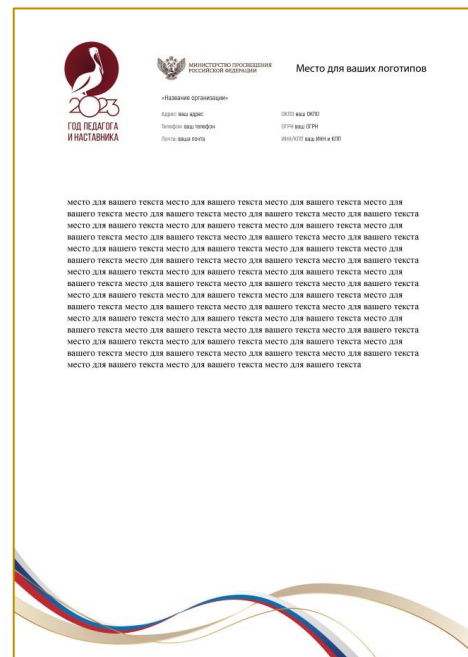 2023
ГОД ПЕДАГОГА
И НАСТАВНИКА
МИНИСТЕРСТВО ПРОСВЕЩЕНИЯ
РОССИЙСКОЙ ФЕДЕРАЦИИ
Место для ваших логотипов
«Название организации»
Адрес: ваш адрес
ОКПО ваш ОКПО
Телефон: ваш телефон
ОГРН ваш ОГРН
Почта: ваша почта
ИНН/КПП ваш ИНН и КПП
место для вашего текста место для вашего текста место для вашего текста место для
вашего текста место для вашего текста место для вашего текста место для вашего текста
место для вашего текста место для вашего текста место для вашего текста место для
вашего текста место для вашего текста место для вашего текста место для вашего текста
место для вашего текста место для вашего текста место для вашего текста место для
вашего текста место для вашего текста место для вашего текста место для вашего текста
место для вашего текста место для вашего текста место для вашего текста место для
вашего текста место для вашего текста место для вашего текста место для вашего текста
место для вашего текста место для вашего текста место для вашего текста место для
вашего текста место для вашего текста место для вашего текста место для вашего текста
место для вашего текста место для вашего текста место для вашего текста место для
вашего текста место для вашего текста место для вашего текста место для вашего текста
место для вашего текста место для вашего текста место для вашего текста место для
вашего текста место для вашего текста место для вашего текста место для вашего текста
место для вашего текста место для вашего текста место для вашего текста